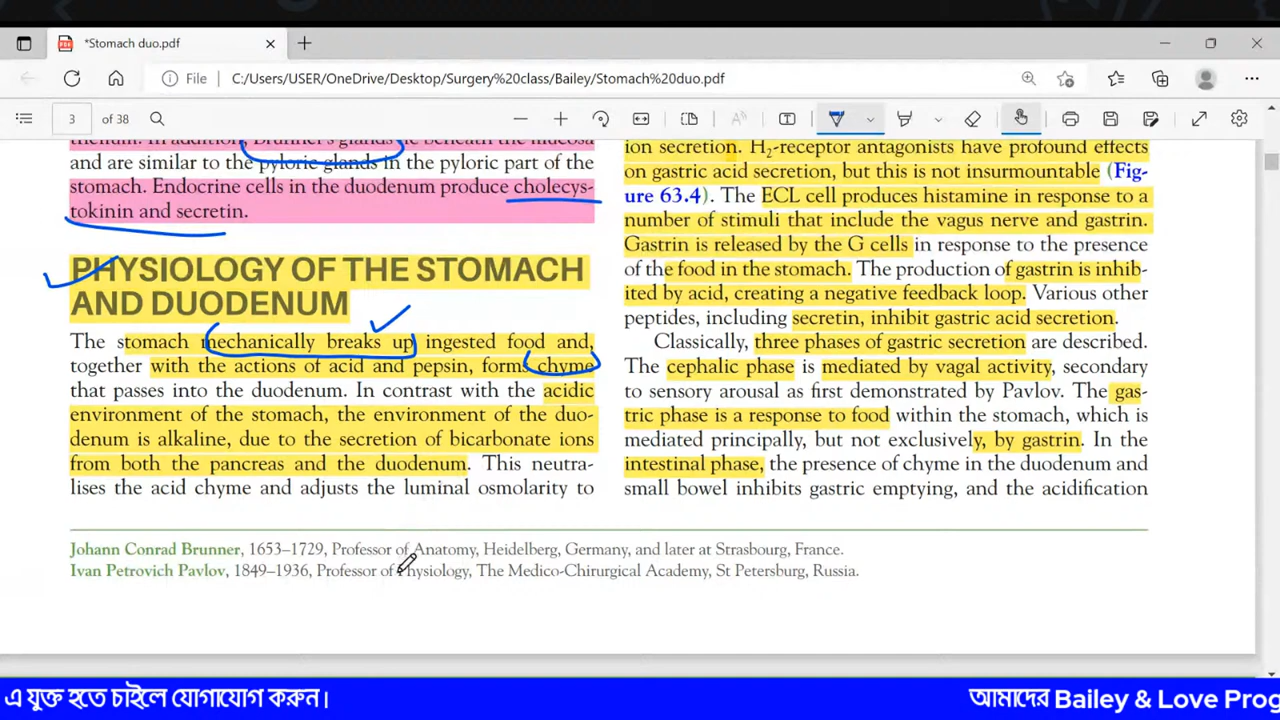 *Stomach duo.pdf
File C:/Users/USER/OneDrive/Desktop/Surgery%20class/Bailey/Stomach%20duo.pdf
3 of 38
thelium. In addition, Brunner's glands lie beneath the mucosa
and are similar to the pyloric glands in the pyloric part of the
stomach. Endocrine cells in the duodenum produce cholecys-
tokinin and secretin.
PHYSIOLOGY OF THE STOMACH
AND DUODENUM
The stomach mechanically breaks up ingested food and,
together with the actions of acid and pepsin, forms chyme
that passes into the duodenum. In contrast with the acidic
environment of the stomach, the environment of the duo-
denum is alkaline, due to the secretion of bicarbonate ions
from both the pancreas and the duodenum. This neutra-
lises the acid chyme and adjusts the luminal osmolarity to
ion secretion. H₂-receptor antagonists have profound effects
on gastric acid secretion, but this is not insurmountable (Fig-
ure 63.4). The ECL cell produces histamine in response to a
number of stimuli that include the vagus nerve and gastrin.
Gastrin is released by the G cells in response to the presence
of the food in the stomach. The production of gastrin is inhib-
ited by acid, creating a negative feedback loop. Various other
peptides, including secretin, inhibit gastric acid secretion.
Classically, three phases of gastric secretion are described.
The cephalic phase is mediated by vagal activity, secondary
to sensory arousal as first demonstrated by Pavlov. The gas-
tric phase is a response to food within the stomach, which is
mediated principally, but not exclusively, by gastrin. In the
intestinal phase, the presence of chyme in the duodenum and
small bowel inhibits gastric emptying, and the acidification
Johann Conrad Brunner, 1653–1729, Professor of Anatomy, Heidelberg, Germany, and later at Strasbourg, France.
Ivan Petrovich Pavlov, 1849–1936, Professor of Physiology, The Medico-Chirurgical Academy, St Petersburg, Russia.
এ যুক্ত হতে চাইলে যোগাযোগ করুন। আমাদের Bailey & Love Prog